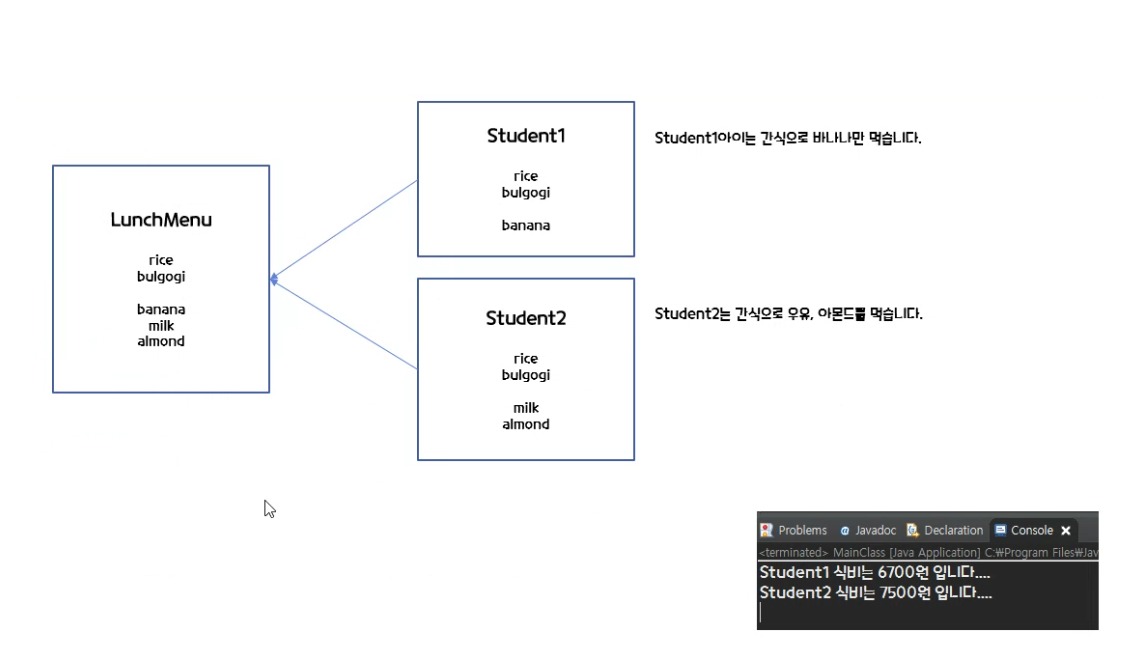 LunchMenu
rice
bulgogi
banana
milk
almond
Student1
rice
bulgogi
banana
Student1아이는 간식으로 바나나만 먹습니다.
Student2
rice
bulgogi
milk
almond
Student2는 간식으로 우유, 아몬드를 먹습니다.
Problems @ Javadoc Declaration Console
<terminated> MainClass [Java Application] C:₩Program Files₩Jav
Student1 식비는 6700원 입니다....
Student2 식비는 7500원 입니다....